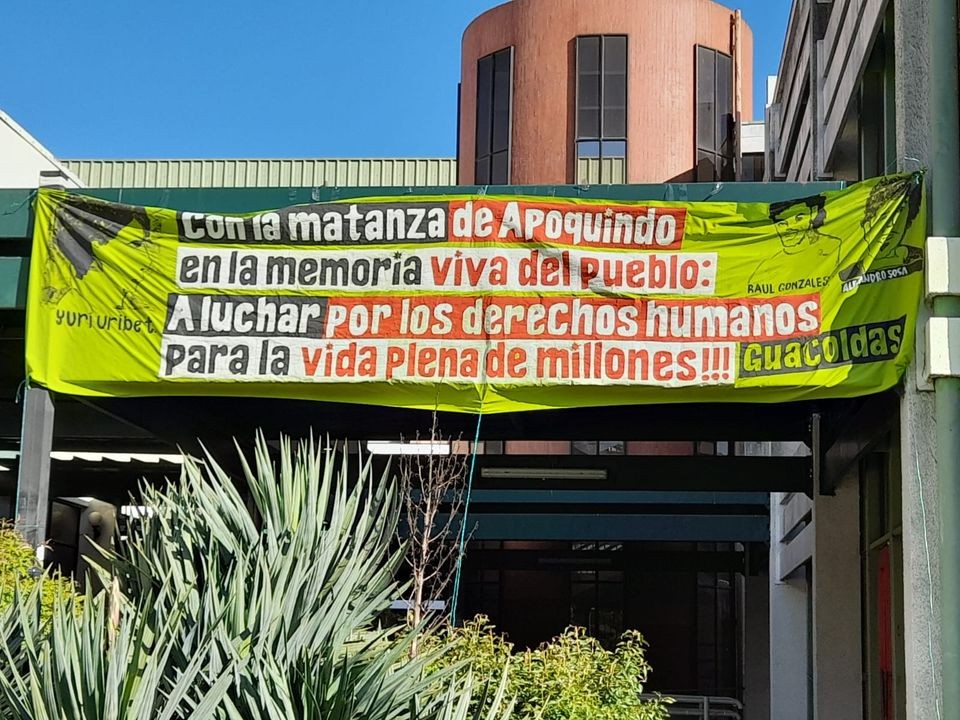 Con la matanza de Apoquindo
en la memoria viva del Pueblo:
A luchar por los derechos humanos
para la vida plena de millones!!!
Guacoldas
Yuri Uribe t.
RAUL GONZALES
ALEJANDRO SOSA